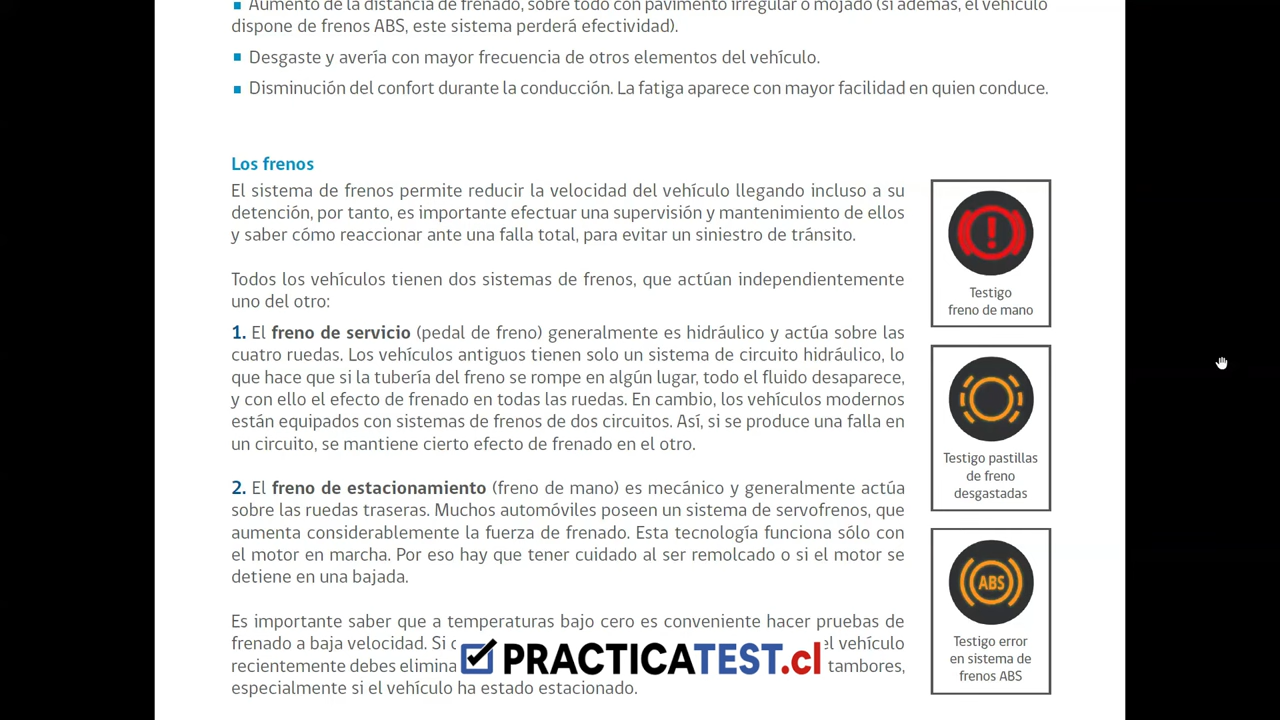 Aumento de la distancia de frenado, sobre todo con pavimento irregular o mojado (si además, el vehículo
dispone de frenos ABS, este sistema perderá efectividad).
Desgaste y avería con mayor frecuencia de otros elementos del vehículo.
Disminución del confort durante la conducción. La fatiga aparece con mayor facilidad en quien conduce.
Los frenos
El sistema de frenos permite reducir la velocidad del vehículo llegando incluso a su
detención, por tanto, es importante efectuar una supervisión y mantenimiento de ellos
y saber cómo reaccionar ante una falla total, para evitar un siniestro de tránsito.
Todos los vehículos tienen dos sistemas de frenos, que actúan independientemente
uno del otro:
1. El freno de servicio (pedal de freno) generalmente es hidráulico y actúa sobre las
cuatro ruedas. Los vehículos antiguos tienen solo un sistema de circuito hidráulico, lo
que hace que si la tubería del freno se rompe en algún lugar, todo el fluido desaparece,
y con ello el efecto de frenado en todas las ruedas. En cambio, los vehículos modernos
están equipados con sistemas de frenos de dos circuitos. Así, si se produce una falla en
un circuito, se mantiene cierto efecto de frenado en el otro.
2. El freno de estacionamiento (freno de mano) es mecánico y generalmente actúa
sobre las ruedas traseras. Muchos automóviles poseen un sistema de servofrenos, que
aumenta considerablemente la fuerza de frenado. Esta tecnología funciona sólo con
el motor en marcha. Por eso hay que tener cuidado al ser remolcado o si el motor se
detiene en una bajada.
Es importante saber que a temperaturas bajo cero es conveniente hacer pruebas de
frenado a baja velocidad. Si el vehículo
recientemente debes tambores,
especialmente si el vehículo ha estado estacionado.
PRACTICATEST.cl
Testigo
freno de mano
Testigo pastillas
de freno
desgastadas
ABS
Testigo error
en sistema de
frenos ABS